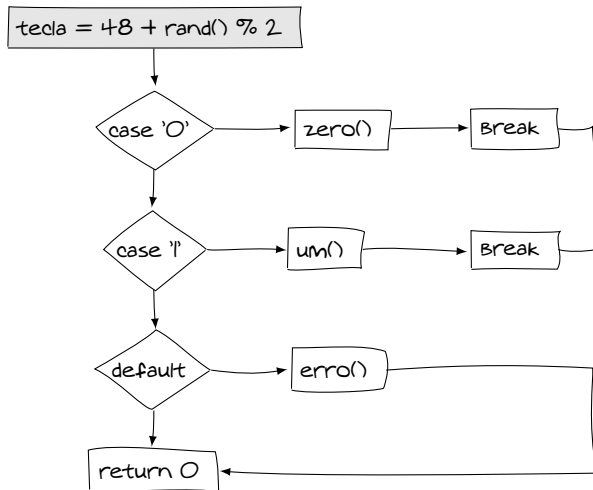 tecla = 48 + rand() % 2
case '0'
zero()
Break
case '1'
um()
Break
default
erro()
return 0